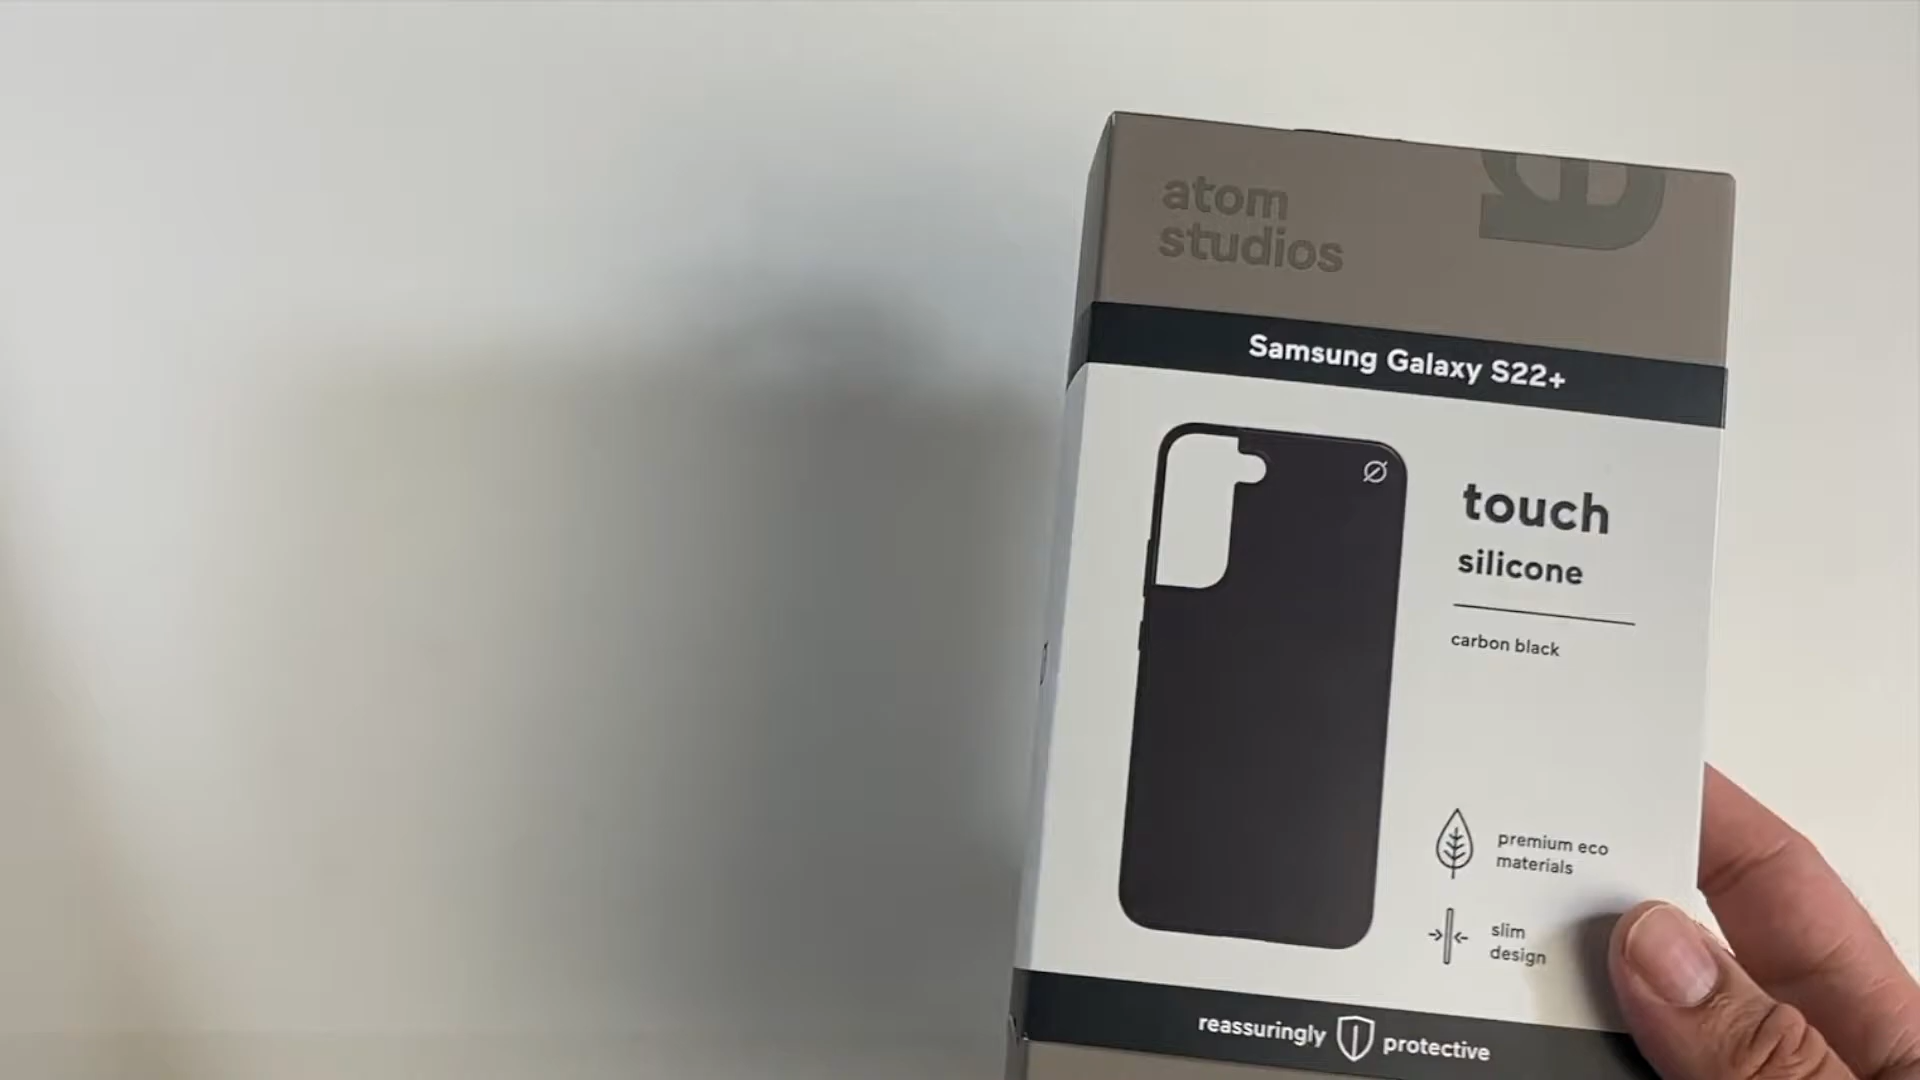 atom
studios
Samsung Galaxy S22+
touch
silicone
carbon black
premium eco
materials
slim
design
reassuringly protective